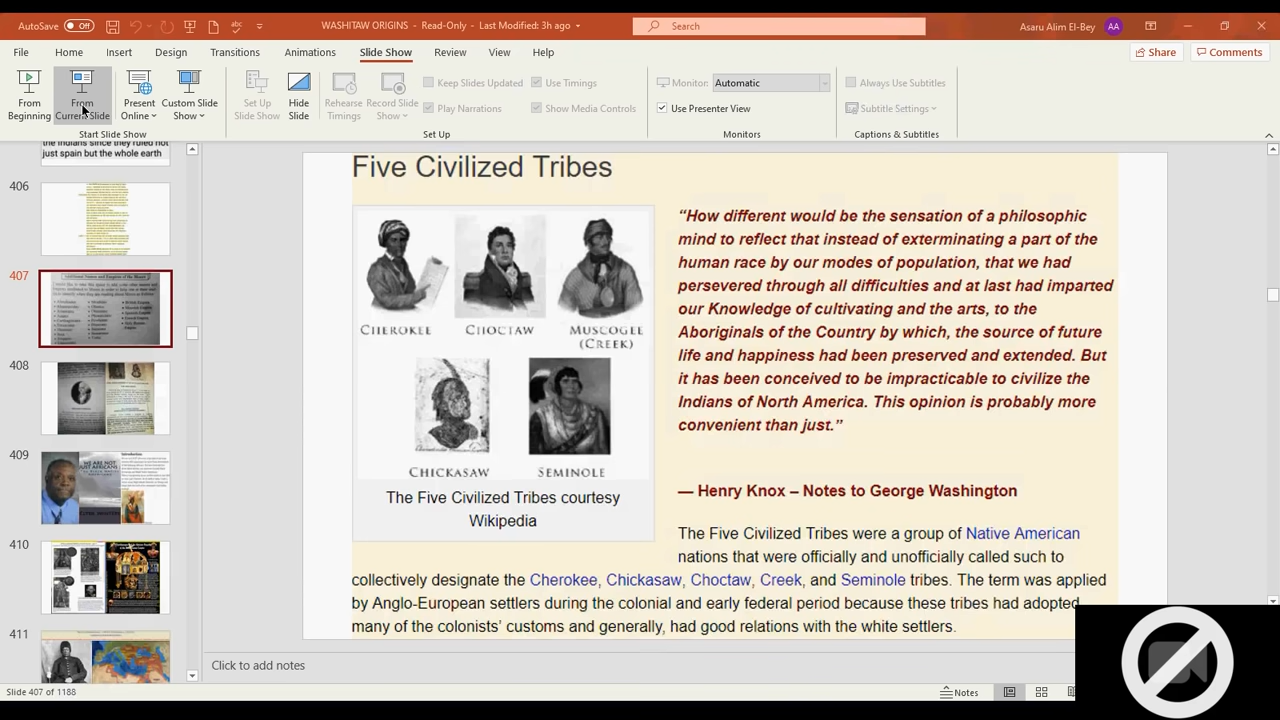 AutoSave Off
WASHITAW ORIGINS - Read-Only - Last Modified: 3h ago
Search
Asaru Alim El-Bey AA
File Home Insert Design Transitions Animations Slide Show Review View Help
Share Comments
From Beginning
From Current Slide
Present Online
Custom Slide Show
Set Up Slide Show
Hide Slide
Rehearse Timings
Record Slide Show
Keep Slides Updated
Play Narrations
Use Timings
Show Media Controls
Monitor: Automatic
Use Presenter View
Always Use Subtitles
Subtitle Settings
Start Slide Show
Set Up
Monitors
Captions & Subtitles
the Indians since they ruled not
just spain but the whole earth
406
407
408
409
410
411
Five Civilized Tribes
CHEROKEE
CHOCTAW
MUSCOGEE
(CREEK)
CHICKASAW
SEMINOLE
The Five Civilized Tribes courtesy
Wikipedia
“How different would be the sensation of a philosophic
mind to reflect that instead of exterminating a part of the
human race by our modes of population, that we had
persevered through all difficulties and at last had imparted
our Knowledge of cultivating and the arts, to the
Aboriginals of the Country by which, the source of future
life and happiness had been preserved and extended. But
it has been conceived to be impracticable to civilize the
Indians of North America. This opinion is probably more
convenient than just.”
— Henry Knox – Notes to George Washington
The Five Civilized Tribes were a group of Native American
nations that were officially and unofficially called such to
collectively designate the Cherokee, Chickasaw, Choctaw, Creek, and Seminole tribes. The term was applied
by Anglo-European settlers during the colonial and early federal period because these tribes had adopted
many of the colonists’ customs and generally, had good relations with the white settlers.
Click to add notes
Slide 407 of 1188
Notes